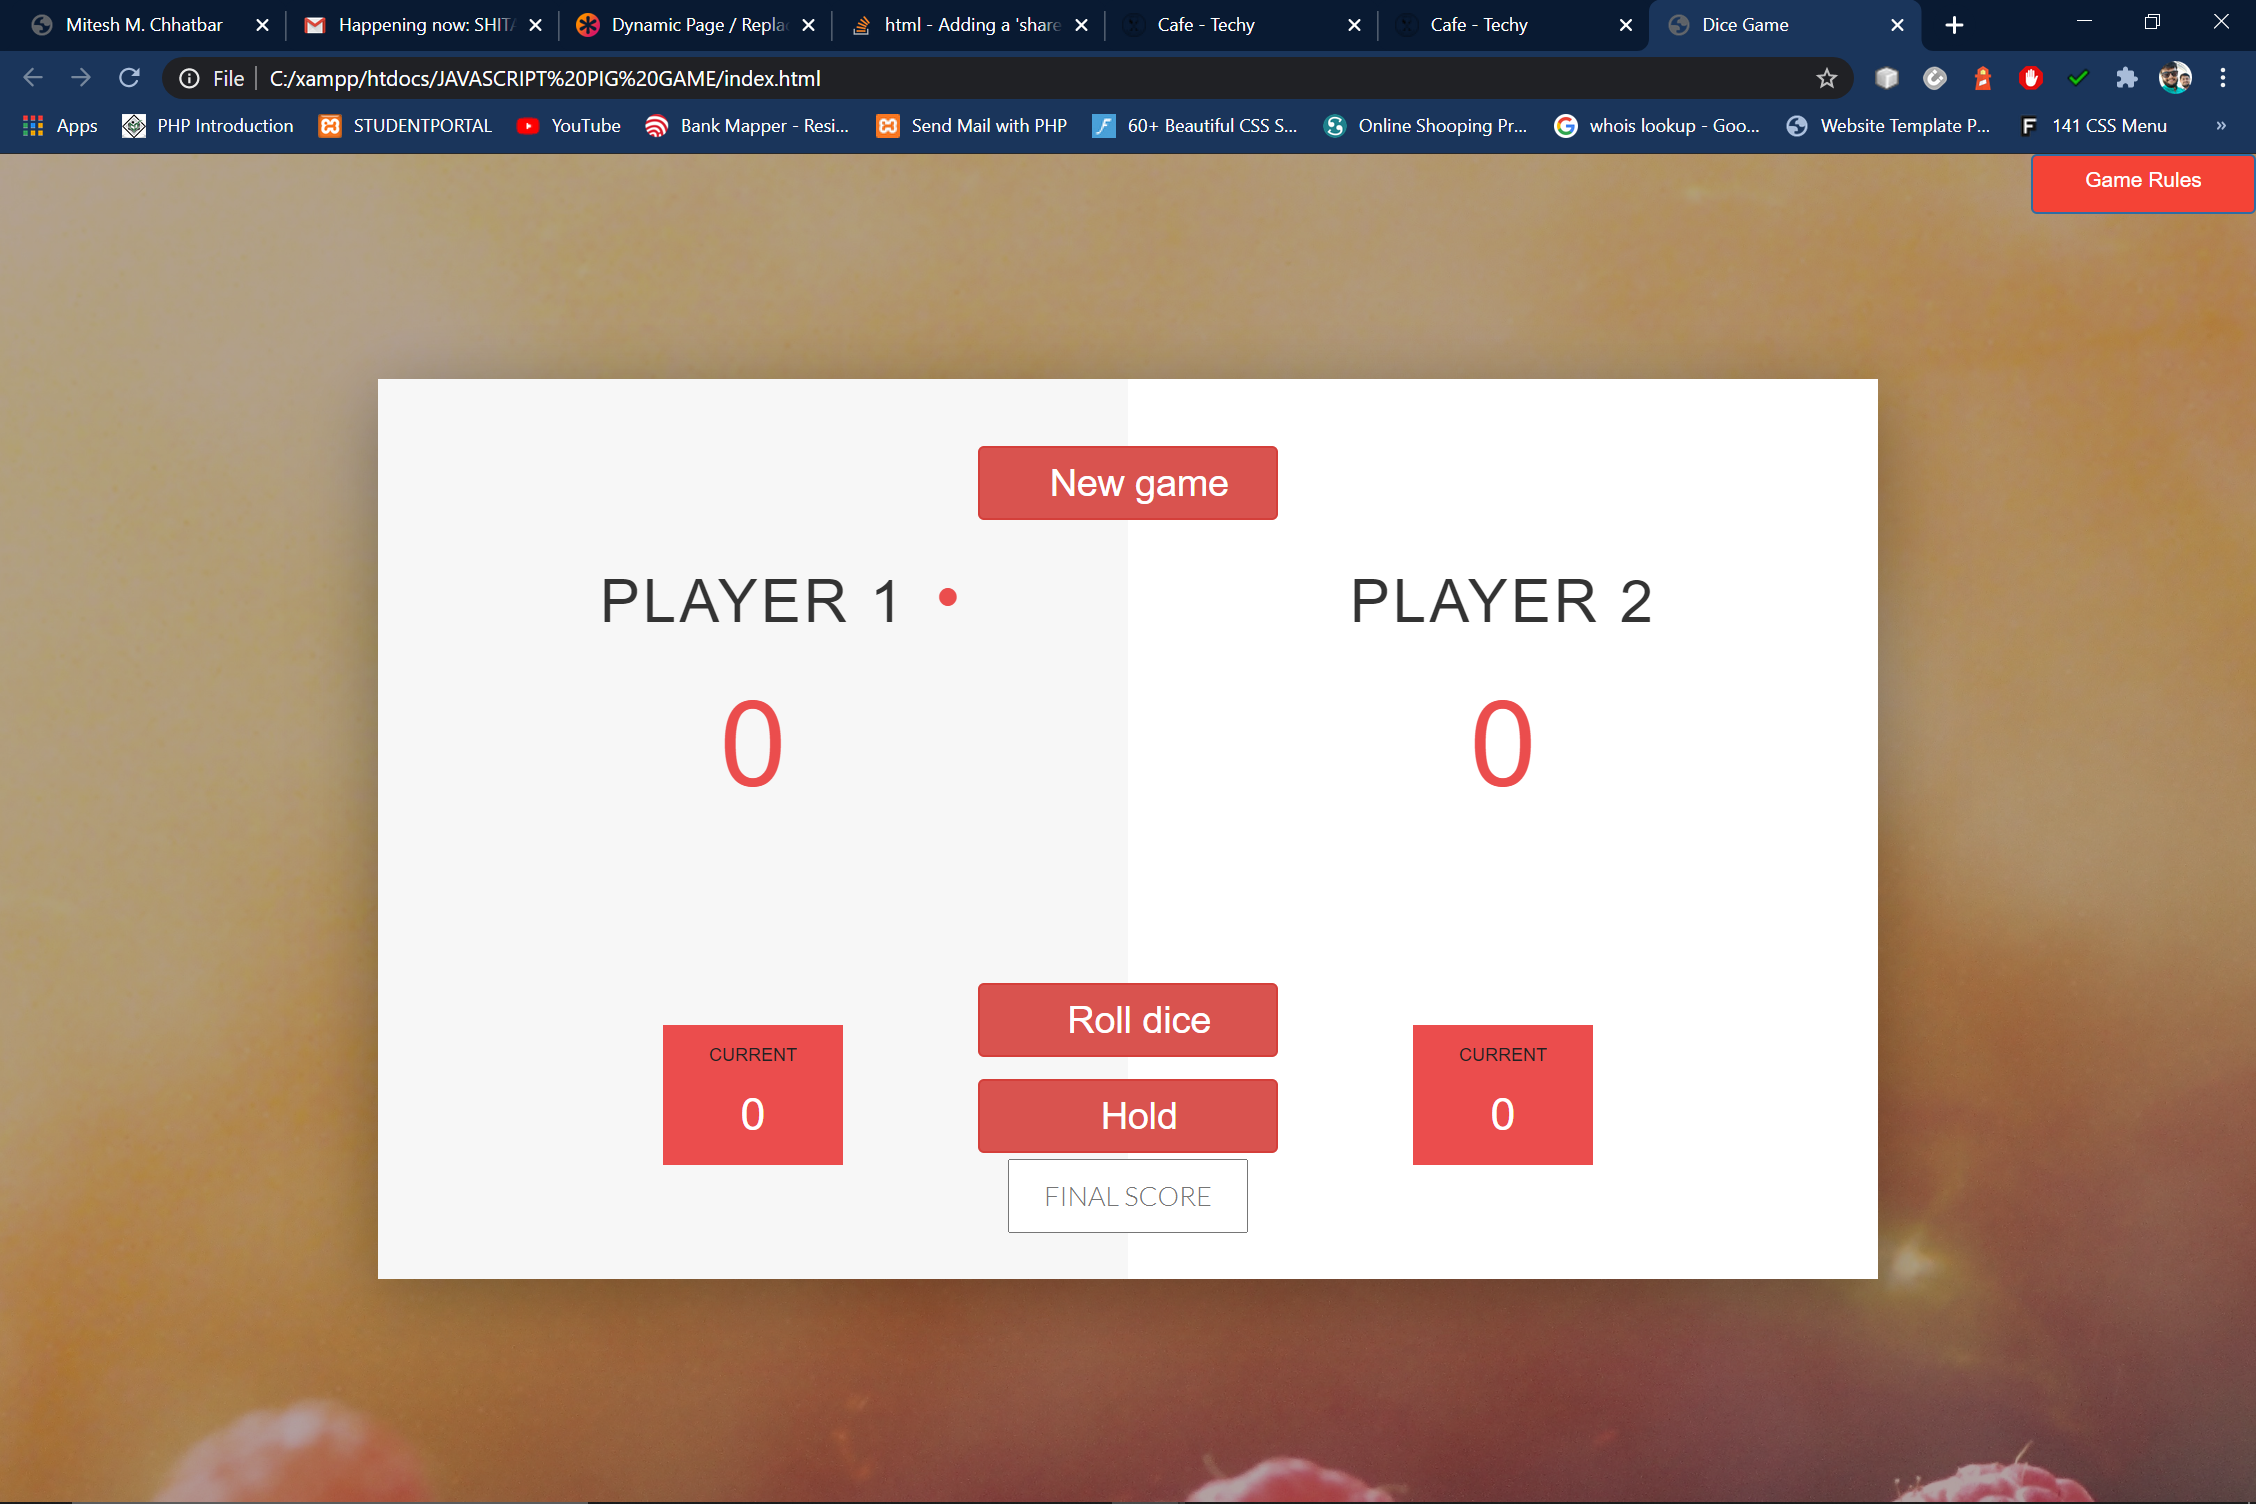 Mitesh M. Chhatbar
Happening now: SHIT
Dynamic Page / Repla
html - Adding a 'share
Cafe - Techy
Cafe - Techy
Dice Game
File
C:/xampp/htdocs/JAVASCRIPT%20PIG%20GAME/index.html
Apps
PHP Introduction
STUDENTPORTAL
YouTube
Bank Mapper - Resi...
Send Mail with PHP
60+ Beautiful CSS S...
Online Shooping Pr...
whois lookup - Goo...
Website Template P...
141 CSS Menu
»
Game Rules
New game
PLAYER 1
PLAYER 2
0
0
Roll dice
CURRENT
CURRENT
0
Hold
0
FINAL SCORE